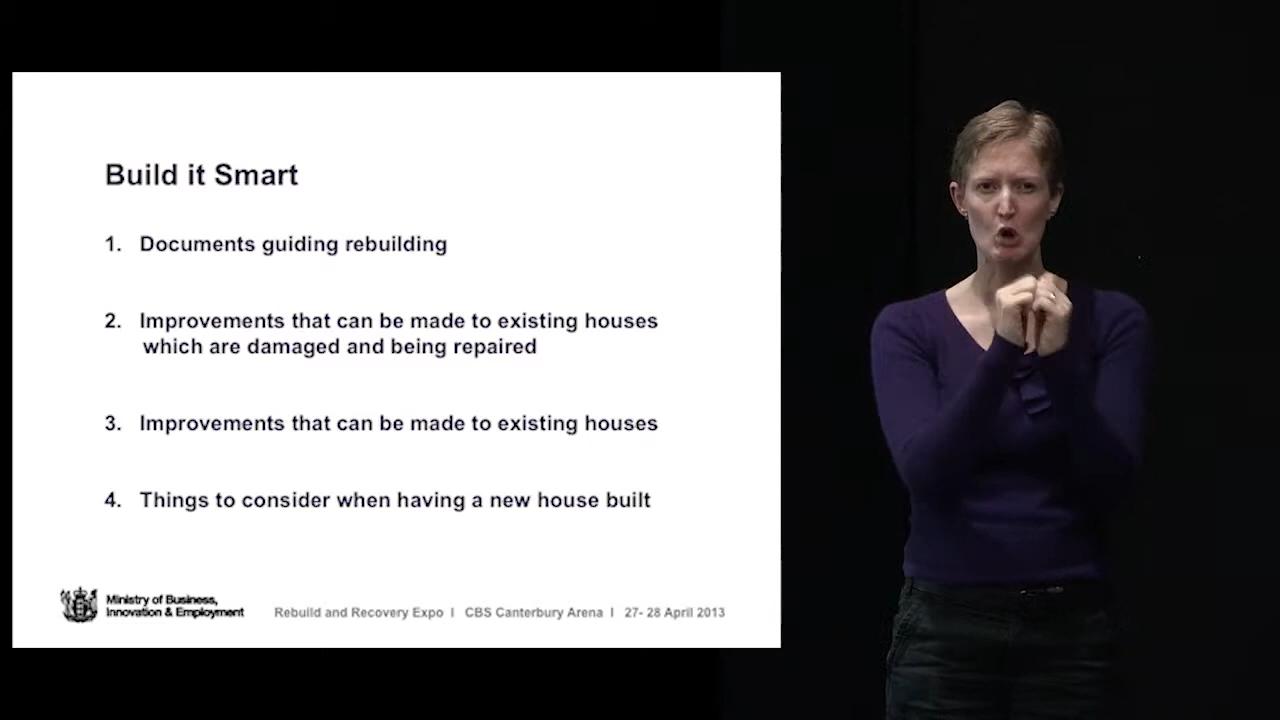 Build it Smart
1. Documents guiding rebuilding
2. Improvements that can be made to existing houses
which are damaged and being repaired
3. Improvements that can be made to existing houses
4. Things to consider when having a new house built
Ministry of Business,
Innovation & Employment
Rebuild and Recovery Expo I CBS Canterbury Arena I 27- 28 April 2013